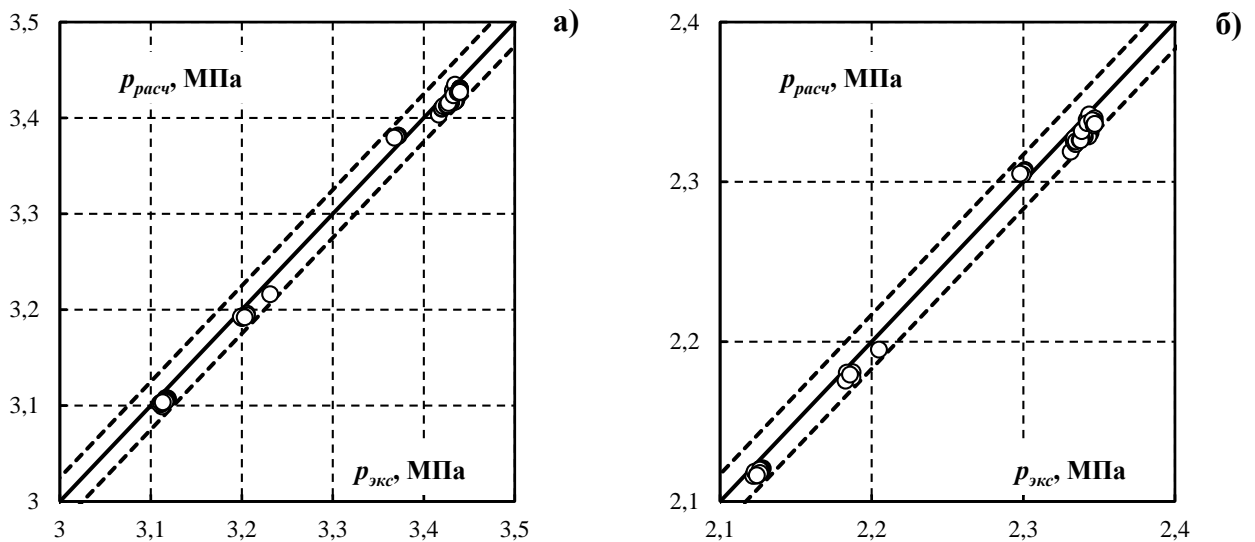 3,5 а)
p_расч, МПа
3,4
3,3
3,2
3,1
p_экс, МПа
3
3 3,1 3,2 3,3 3,4 3,5
2,4 б)
p_расч, МПа
2,3
2,2
p_экс, МПа
2,1
2,1 2,2 2,3 2,4